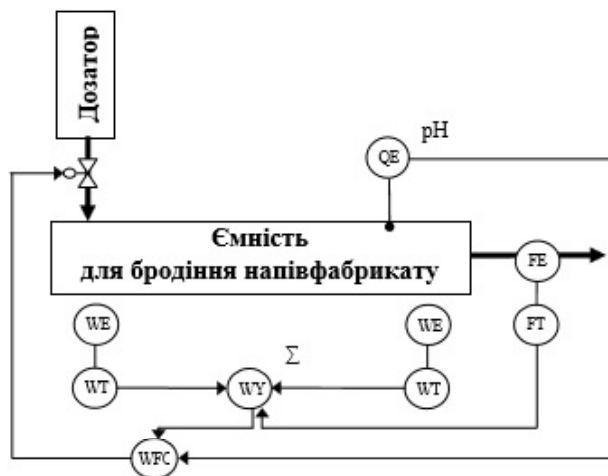 Дозатор
pH
QE
Ємність
для бродіння напівфабрикату
FE
WE
WE
FT
Σ
WT
WY
WT
WFC